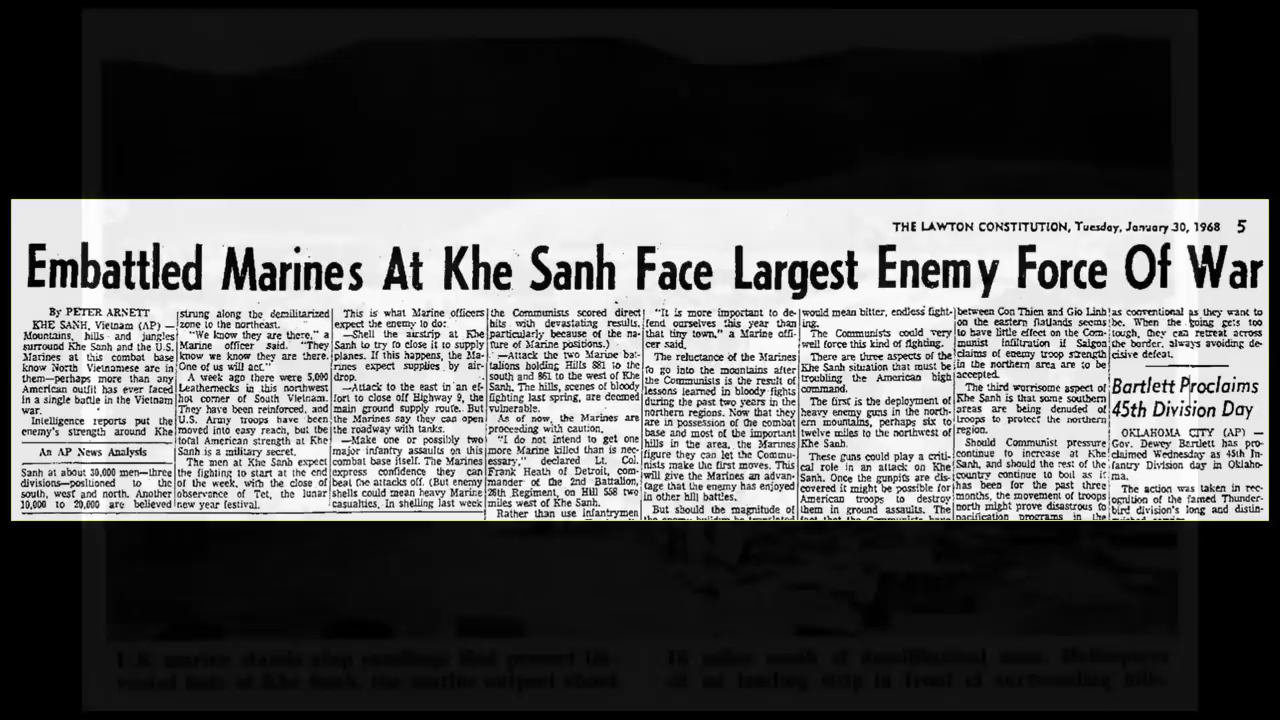 THE LAWTON CONSTITUTION, Tuesday, January 30, 1968 5
Embattled Marines At Khe Sanh Face Largest Enemy Force Of War
By PETER ARNETT
KHE SANH, Vietnam (AP) —
Mountains, hills and jungles
surround Khe Sanh and the U.S.
Marines at this combat base
know North Vietnamese are in
them—perhaps more than any
American outfit has ever faced
in a single battle in the Vietnam
war.
Intelligence reports put the
enemy's strength around Khe
An AP News Analysis
Sanh at about 30,000 men—three
divisions—positioned to the
south, west and north. Another
10,000 to 20,000 are believed
strung along the demilitarized
zone to the northeast.
"We know they are there," a
Marine officer said. "They
know we know they are there.
One of us will act."
A week ago there were 5,000
Leathernecks in this northwest
hot corner of South Vietnam.
They have been reinforced, and
U.S. Army troops have been
moved into easy reach, but the
total American strength at Khe
Sanh is a military secret.
The men at Khe Sanh expect
the fighting to start at the end
of the week, with the close of
observance of Tet, the lunar
new year festival.
This is what Marine officers
expect the enemy to do:
—Shell the airstrip at Khe
Sanh to try to close it to supply
planes. If this happens, the Ma-
rines expect supplies by air-
drop.
—Attack to the east in an ef-
fort to close off Highway 9, the
main ground supply route. But
the Marines say they can open
the roadway with tanks.
—Make one or possibly two
major infantry assaults on this
combat base itself. The Marines
express confidence they can
beat the attacks off. (But enemy
shells could mean heavy Marine
casualties. In shelling last week
the Communists scored direct
hits with devastating results,
particularly because of the na-
ture of Marine positions.)
—Attack the two Marine bat-
talions holding Hills 881 to the
south and 861 to the west of Khe
Sanh. The hills, scenes of bloody
fighting last spring, are deemed
vulnerable.
As of now, the Marines are
proceeding with caution.
"I do not intend to get one
more Marine killed than is nec-
essary," declared Lt. Col.
Frank Heath of Detroit, com-
mander of the 2nd Battalion,
26th Regiment, on Hill 558 two
miles west of Khe Sanh.
Rather than use infantrymen
"It is more important to de-
fend ourselves this year than
that tiny town," a Marine offi-
cer said.
The reluctance of the Marines
to go into the mountains after
the Communists is the result of
lessons learned in bloody fights
during the past two years in the
northern regions. Now that they
are in possession of the combat
base and most of the important
hills in the area, the Marines
figure they can let the Commu-
nists make the first moves. This
will give the Marines an advan-
tage that the enemy has enjoyed
in other hill battles.
But should the magnitude of
would mean bitter, endless fight-
ing.
The Communists could very
well force this kind of fighting.
There are three aspects of the
Khe Sanh situation that must be
troubling the American high
command.
The first is the deployment of
heavy enemy guns in the north-
ern mountains, perhaps six to
twelve miles to the northwest of
Khe Sanh.
These guns could play a criti-
cal role in an attack on Khe
Sanh. Once the gunpits are dis-
covered it might be possible for
American troops to destroy
them in ground assaults. The
between Con Thien and Gio Linh
on the eastern flatlands seems
to have little effect on the Com-
munist infiltration if Saigon
claims of enemy troop strength
in the northern area are to be
accepted.
The third worrisome aspect of
Khe Sanh is that some southern
areas are being denuded of
troops to protect the northern
region.
Should Communist pressure
continue to increase at Khe
Sanh, and should the rest of the
country continue to boil as it
has been for the past three
months, the movement of troops
north might prove disastrous to
pacification programs in the
as conventional as they want to
be. When the going gets too
tough, they can retreat across
the border, always avoiding de-
cisive defeat.
Bartlett Proclaims
45th Division Day
OKLAHOMA CITY (AP) —
Gov. Dewey Bartlett has pro-
claimed Wednesday as 45th In-
fantry Division day in Oklaho-
ma.
The action was taken in rec-
ognition of the famed Thunder-
bird division's long and distin-